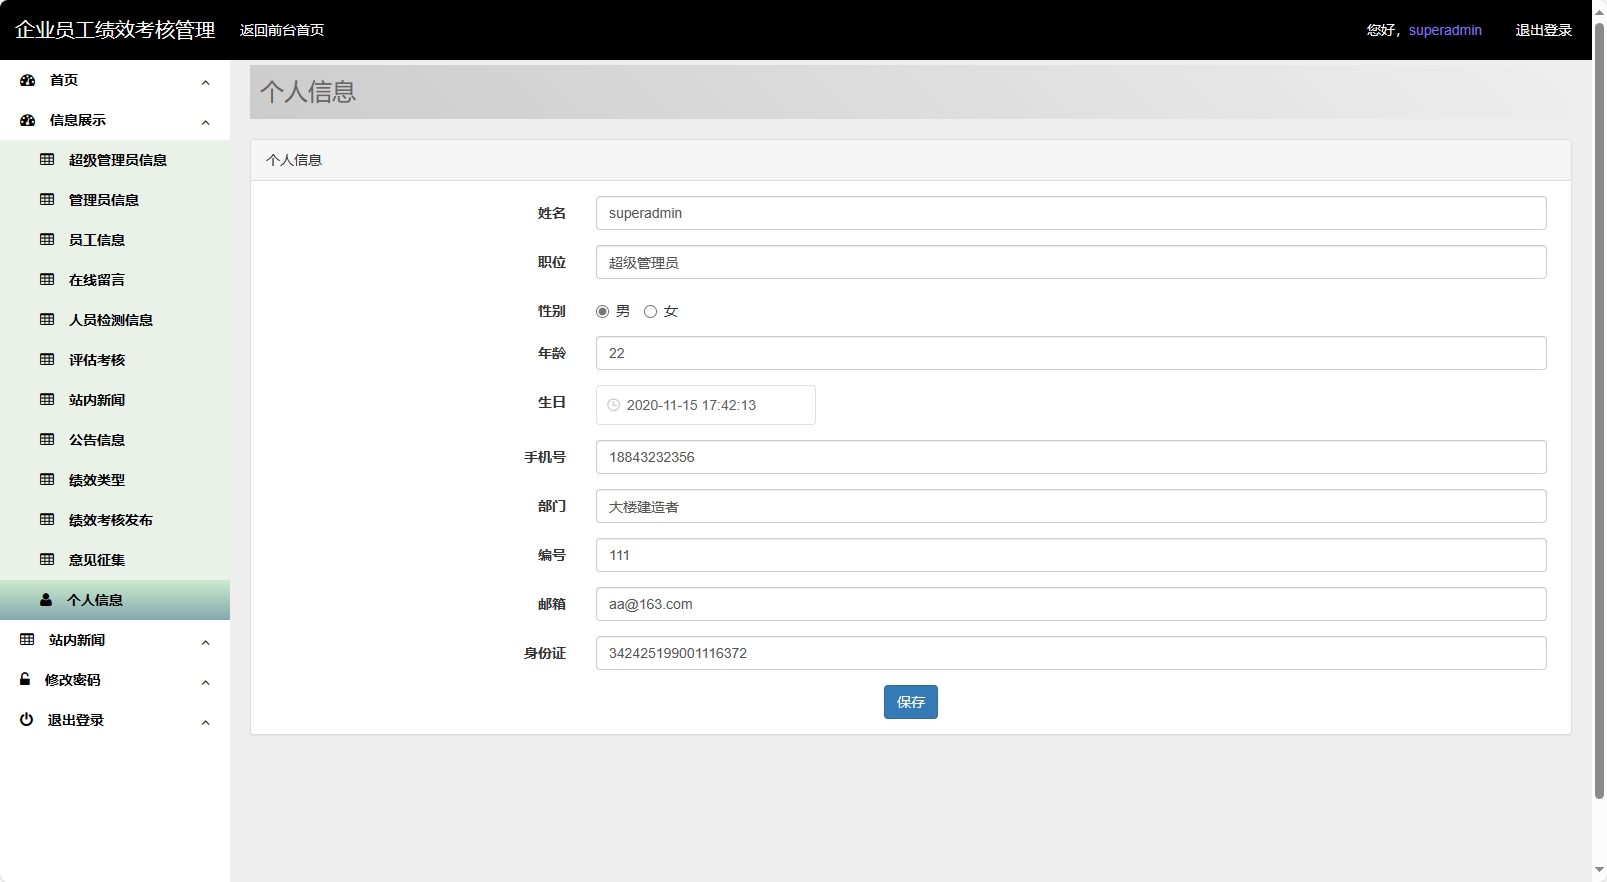 企业员工绩效考核管理 返回前台首页 您好，superadmin 退出登录
首页
信息展示
超级管理员信息
管理员信息
员工信息
在线留言
人员检测信息
评估考核
站内新闻
公告信息
绩效类型
绩效考核发布
意见征集
个人信息
站内新闻
修改密码
退出登录
个人信息
个人信息
姓名 superadmin
职位 超级管理员
性别 男 女
年龄 22
生日 2020-11-15 17:42:13
手机号 18843232356
部门 大楼建造者
编号 111
邮箱 aa@163.com
身份证 342425199001116372
保存